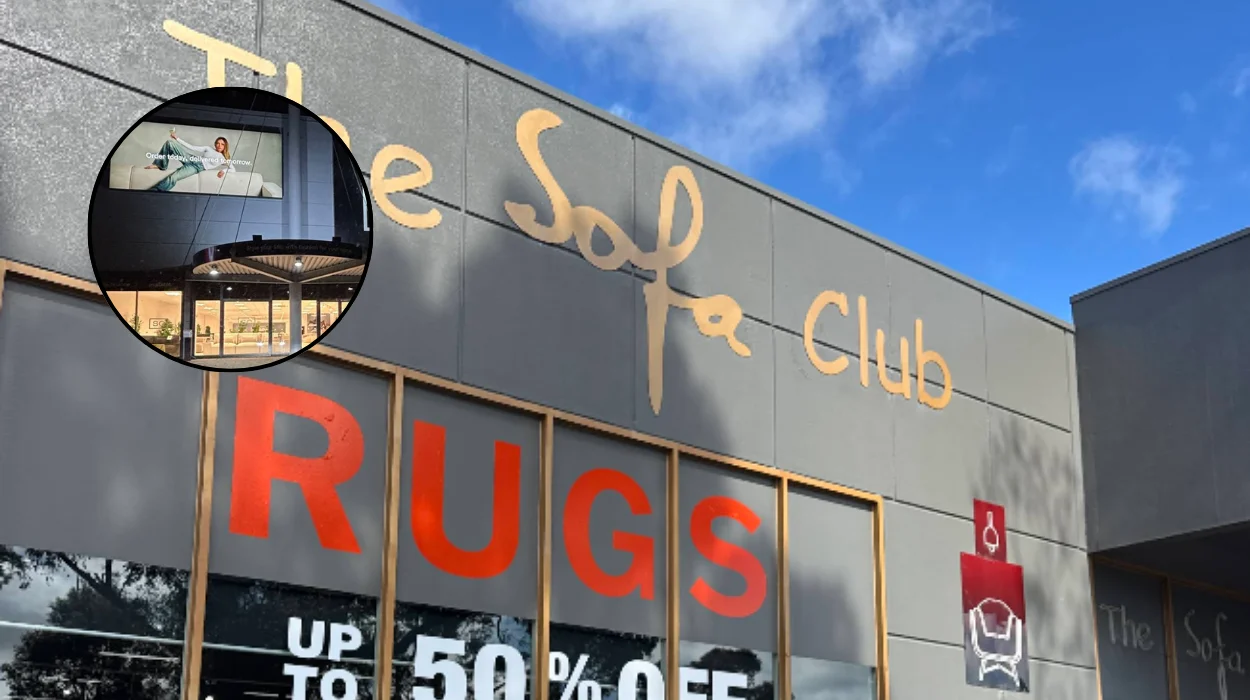 The Sofa Club
Order today, delivered tomorrow.
RUGS
UP
TO
50% OFF
The Sofa